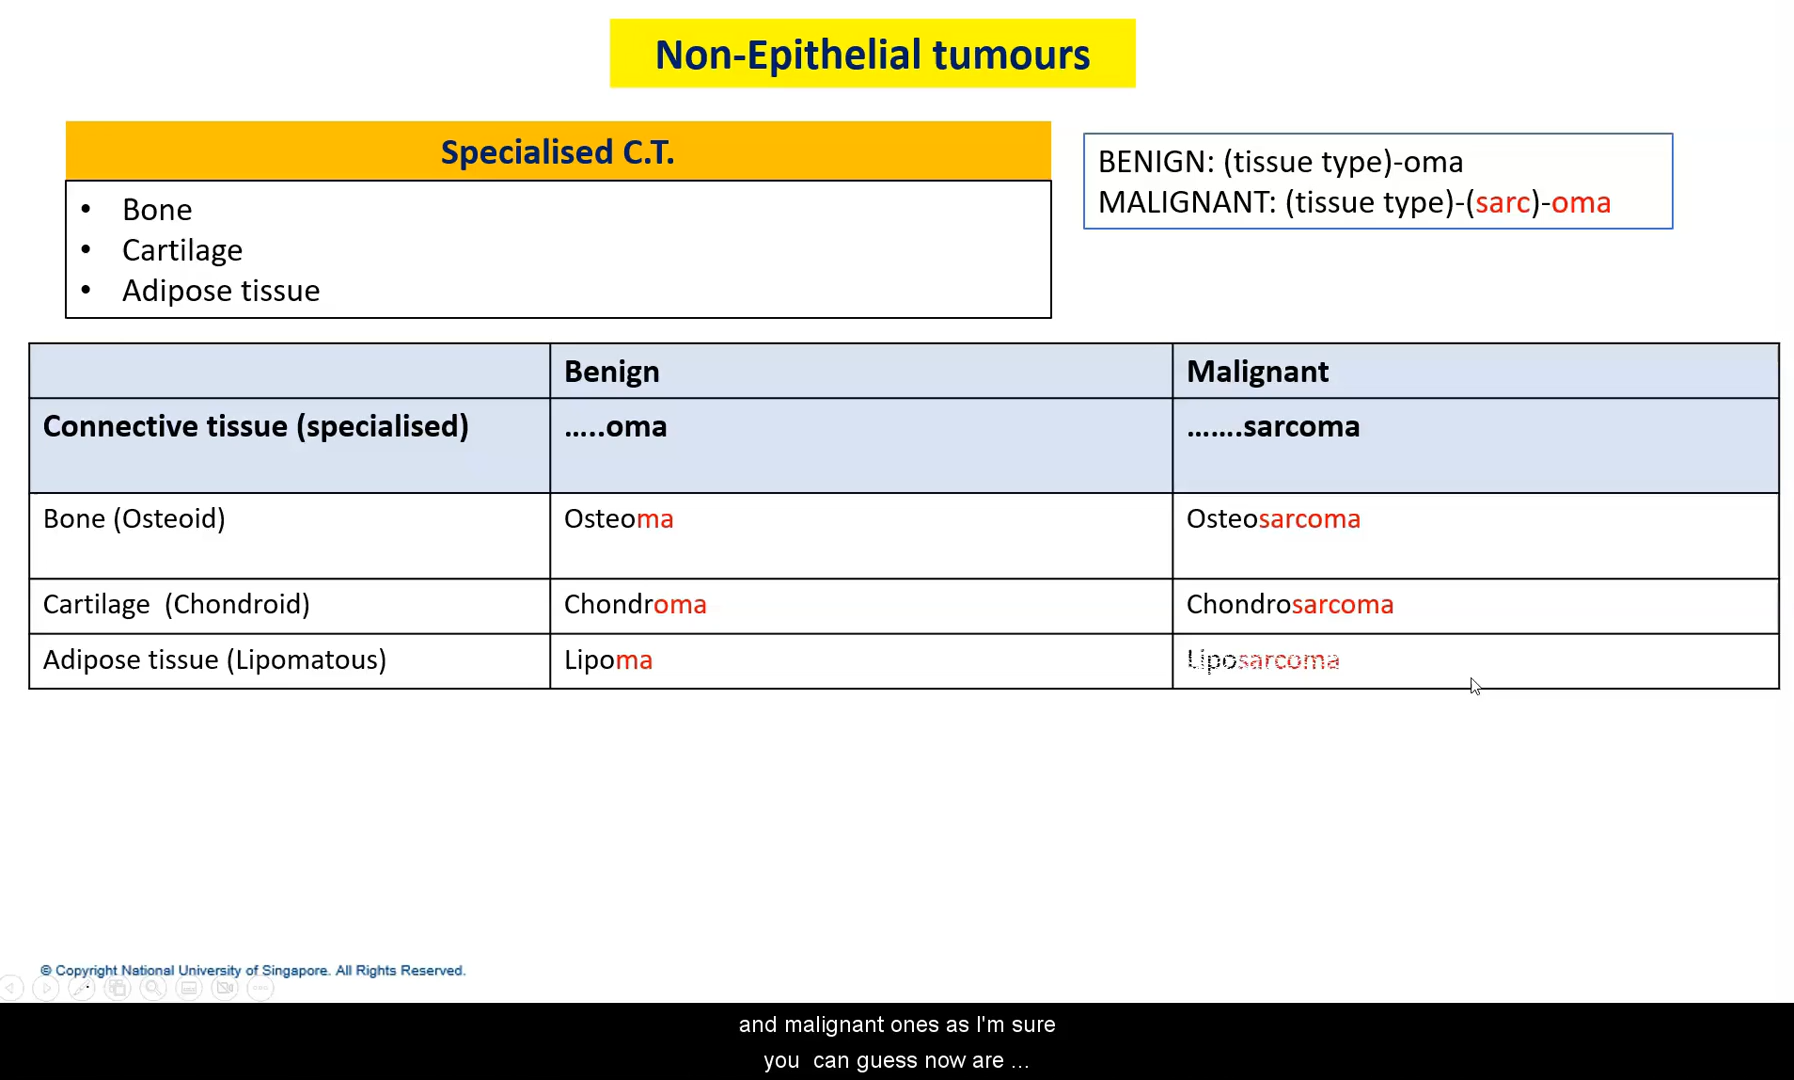 Non-Epithelial tumours
Specialised C.T.
• Bone
• Cartilage
• Adipose tissue
BENIGN: (tissue type)-oma
MALIGNANT: (tissue type)-(sarc)-oma
Benign Malignant
Connective tissue (specialised) …..oma …….sarcoma
Bone (Osteoid) Osteoma Osteosarcoma
Cartilage (Chondroid) Chondroma Chondrosarcoma
Adipose tissue (Lipomatous) Lipoma Liposarcoma
© Copyright National University of Singapore. All Rights Reserved.
and malignant ones as I'm sure
you can guess now are ...